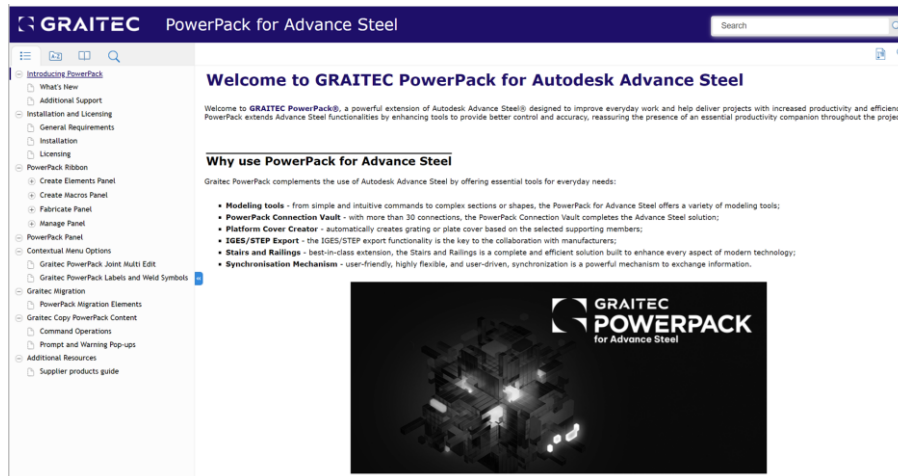 GRAITEC PowerPack for Advance Steel
Search
Introducing PowerPack
What's New
Additional Support
Installation and Licensing
General Requirements
Installation
Licensing
PowerPack Ribbon
Create Elements Panel
Create Macros Panel
Fabricate Panel
Manage Panel
PowerPack Panel
Contextual Menu Options
Graitec PowerPack Joint Multi Edit
Graitec PowerPack Labels and Weld Symbols
Graitec Migration
PowerPack Migration Elements
Graitec Copy PowerPack Content
Command Operations
Prompt and Warning Pop-ups
Additional Resources
Supplier products guide
Welcome to GRAITEC PowerPack for Autodesk Advance Steel
Welcome to GRAITEC PowerPack®, a powerful extension of Autodesk Advance Steel® designed to improve everyday work and help deliver projects with increased productivity and efficienc
PowerPack extends Advance Steel functionalities by enhancing tools to provide better control and accuracy, reassuring the presence of an essential productivity companion throughout the projec
Why use PowerPack for Advance Steel
Graitec PowerPack complements the use of Autodesk Advance Steel by offering essential tools for everyday needs:
• Modeling tools - from simple and intuitive commands to complex sections or shapes, the PowerPack for Advance Steel offers a variety of modeling tools;
• PowerPack Connection Vault - with more than 30 connections, the PowerPack Connection Vault completes the Advance Steel solution;
• Platform Cover Creator - automatically creates grating or plate cover based on the selected supporting members;
• IGES/STEP Export - the IGES/STEP export functionality is the key to the collaboration with manufacturers;
• Stairs and Railings - best-in-class extension, the Stairs and Railings is a complete and efficient solution built to enhance every aspect of modern technology;
• Synchronisation Mechanism - user-friendly, highly flexible, and user-driven, synchronization is a powerful mechanism to exchange information.
GRAITEC
POWERPACK
for Advance Steel